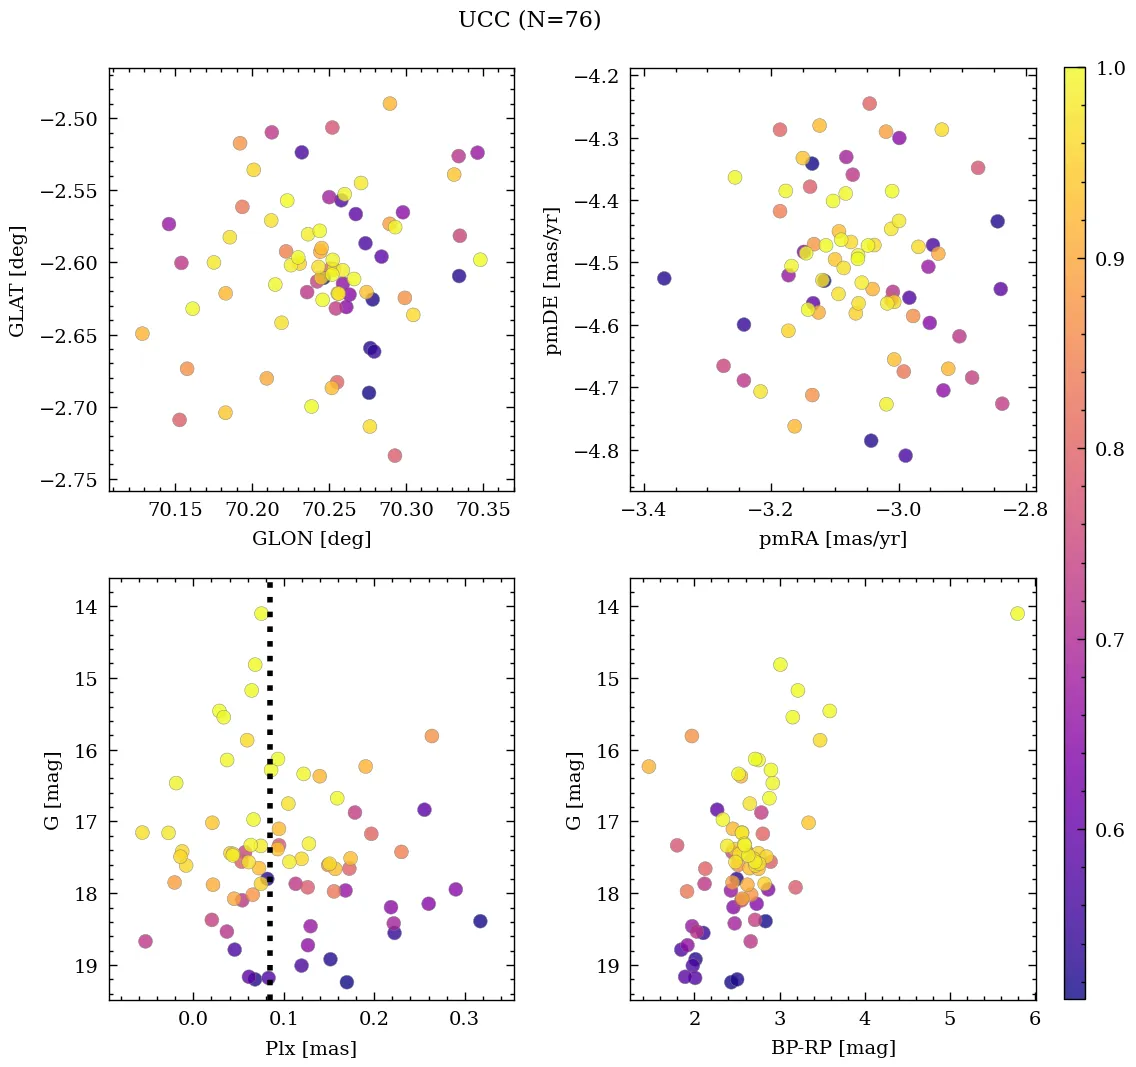 UCC (N=76)
−2.50
−2.55
−2.60
−2.65
−2.70
−2.75
GLAT [deg]
70.15 70.20 70.25 70.30 70.35
GLON [deg]
−4.2
−4.3
−4.4
−4.5
−4.6
−4.7
−4.8
pmDE [mas/yr]
−3.4 −3.2 −3.0 −2.8
pmRA [mas/yr]
14
15
16
17
18
19
G [mag]
0.0 0.1 0.2 0.3
Plx [mas]
14
15
16
17
18
19
G [mag]
2 3 4 5 6
BP-RP [mag]
1.0
0.9
0.8
0.7
0.6